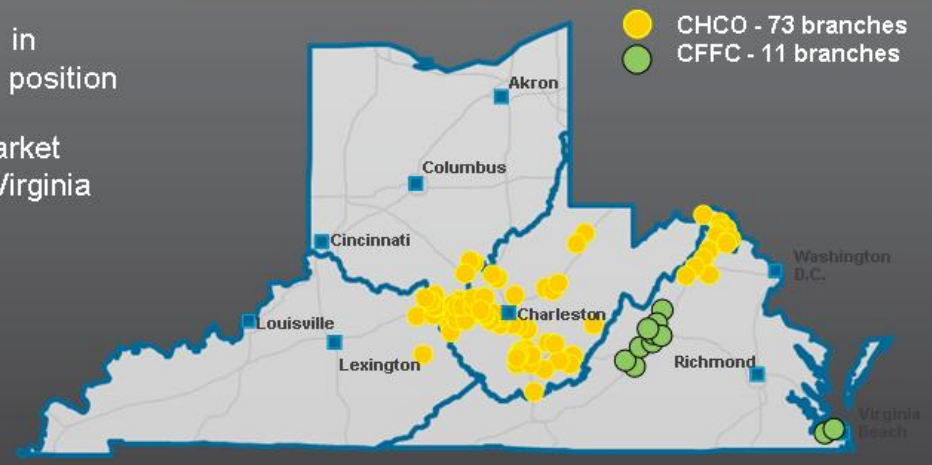 in
position
arket
Virginia
CHCO - 73 branches
CFFC - 11 branches
Akron
Columbus
Cincinnati
Washington
D.C.
Charleston
Louisville
Lexington
Richmond
Virginia
Beach